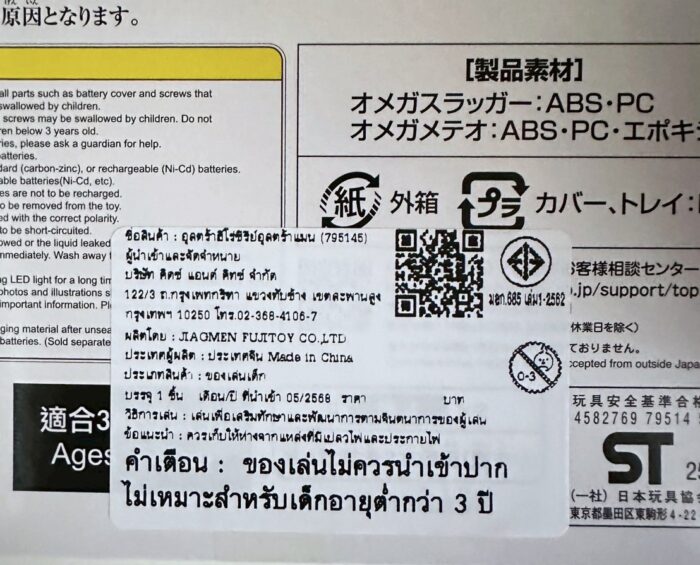 原因となります。
all parts such as battery cover and screws that
swallowed by children.
screws may be swallowed by children. Do not
ren below 3 years old.
ries, please ask a guardian for help.
atteries.
dard (carbon-zinc), or rechargeable (Ni-Cd) batteries.
able batteries(Ni-Cd, etc).
es are not to be recharged.
to be removed from the toy.
ed with the correct polarity.
to be short-circuited.
owed or the liquid leaked
mmediately. Wash away
ng LED light for a long tim
photos and illustrations s
important information. Pl
ging material after unsea
batteries. (Sold separate
適合3
Ages
[製品素材]
オメガスラッガー:ABS・PC
オメガメテオ:ABS・PC・エポキシ
紙 外箱 プラ カバー、トレイ:
お客様相談センター
o.jp/support/top
休業日を除く)
ておりません。
ccepted from outside Japa
玩具安全基準合格
4582769 79514
ST 25
(一社) 日本玩具協会
東京都墨田区東駒形4-22
ชื่อสินค้า : อุลตร้าฮีโร่ซีรี่ย์อุลตร้าแมน (795145)
ผู้นำเข้าและจัดจำหน่าย
บริษัท คิดซ์ แอนด์ คิทซ์ จำกัด
122/3 ถ.กรุงเทพกรีฑา แขวงทับช้าง เขตสะพานสูง
กรุงเทพฯ 10250 โทร.02-368-4106-7
ผลิตโดย : JIAOMEN FUJITOY CO.,LTD
ประเทศผู้ผลิต : ประเทศจีน Made in China
ประเภทสินค้า : ของเล่นเด็ก
บรรจุ 1 ชิ้น เดือน/ปี ที่นำเข้า 05/2568 ราคา บาท
วิธีการเล่น : เล่นเพื่อเสริมทักษะและพัฒนาการตามจินตนาการของผู้เล่น
ข้อแนะนำ : ควรเก็บให้ห่างจากแหล่งที่มีเปลวไฟและประกายไฟ
คำเตือน : ของเล่นไม่ควรนำเข้าปาก
ไม่เหมาะสำหรับเด็กอายุต่ำกว่า 3 ปี
มอก.685 เล่ม1-2562
0-3